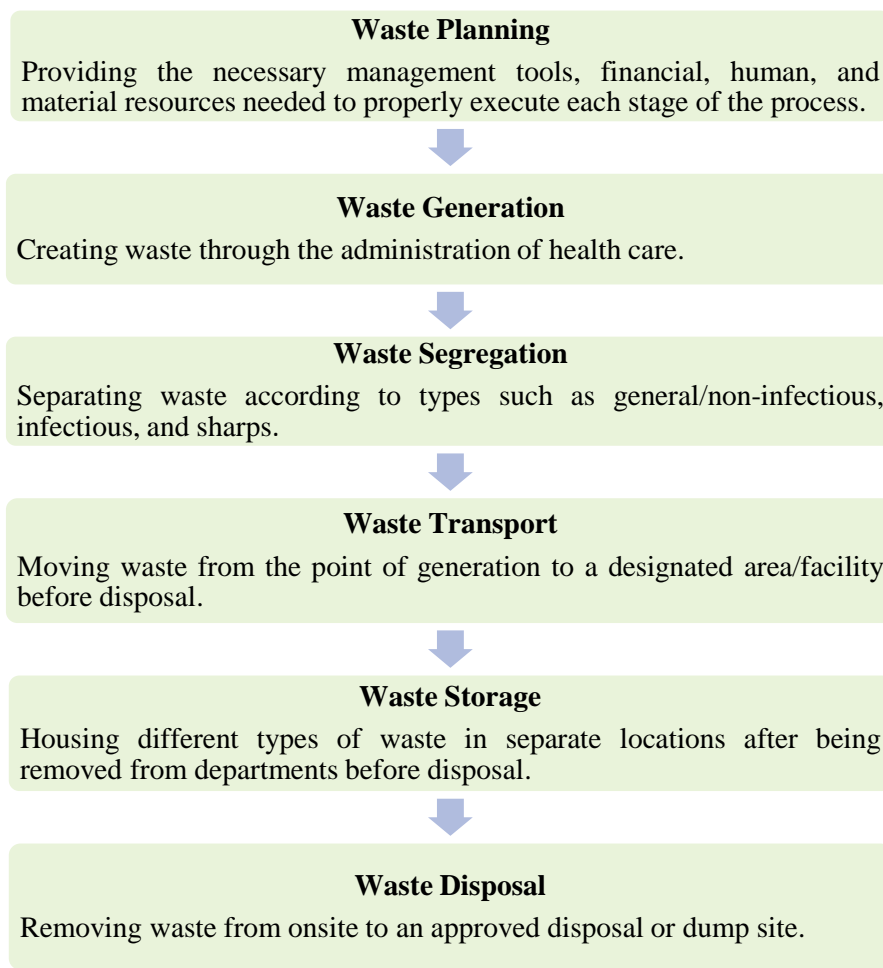 Waste Planning
Providing the necessary management tools, financial, human, and
material resources needed to properly execute each stage of the process.
Waste Generation
Creating waste through the administration of health care.
Waste Segregation
Separating waste according to types such as general/non-infectious,
infectious, and sharps.
Waste Transport
Moving waste from the point of generation to a designated area/facility
before disposal.
Waste Storage
Housing different types of waste in separate locations after being
removed from departments before disposal.
Waste Disposal
Removing waste from onsite to an approved disposal or dump site.